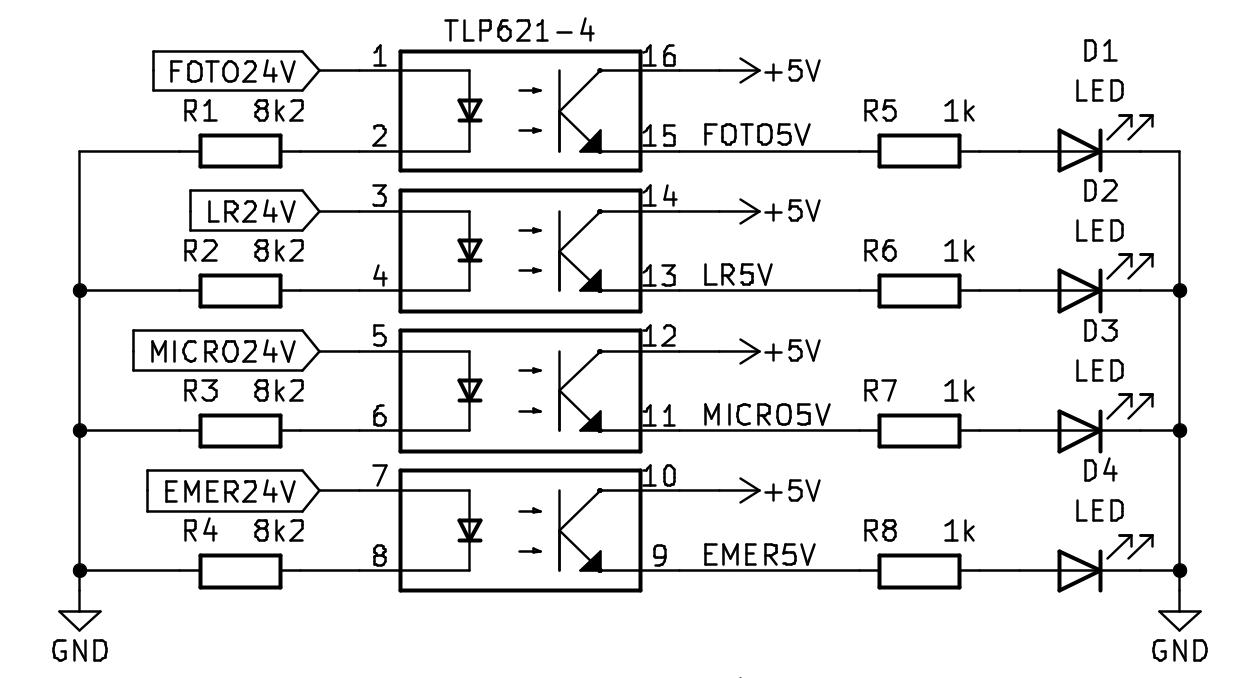 TLP621-4
D1
LED
FOTO24V 1 16 +5V
R1 8k2 2 15 FOTO5V R5 1k
D2
LED
LR24V 3 14 +5V
R2 8k2 4 13 LR5V R6 1k
D3
LED
MICRO24V 5 12 +5V
R3 8k2 6 11 MICRO5V R7 1k
D4
LED
EMER24V 7 10 +5V
R4 8k2 8 9 EMER5V R8 1k
GND GND